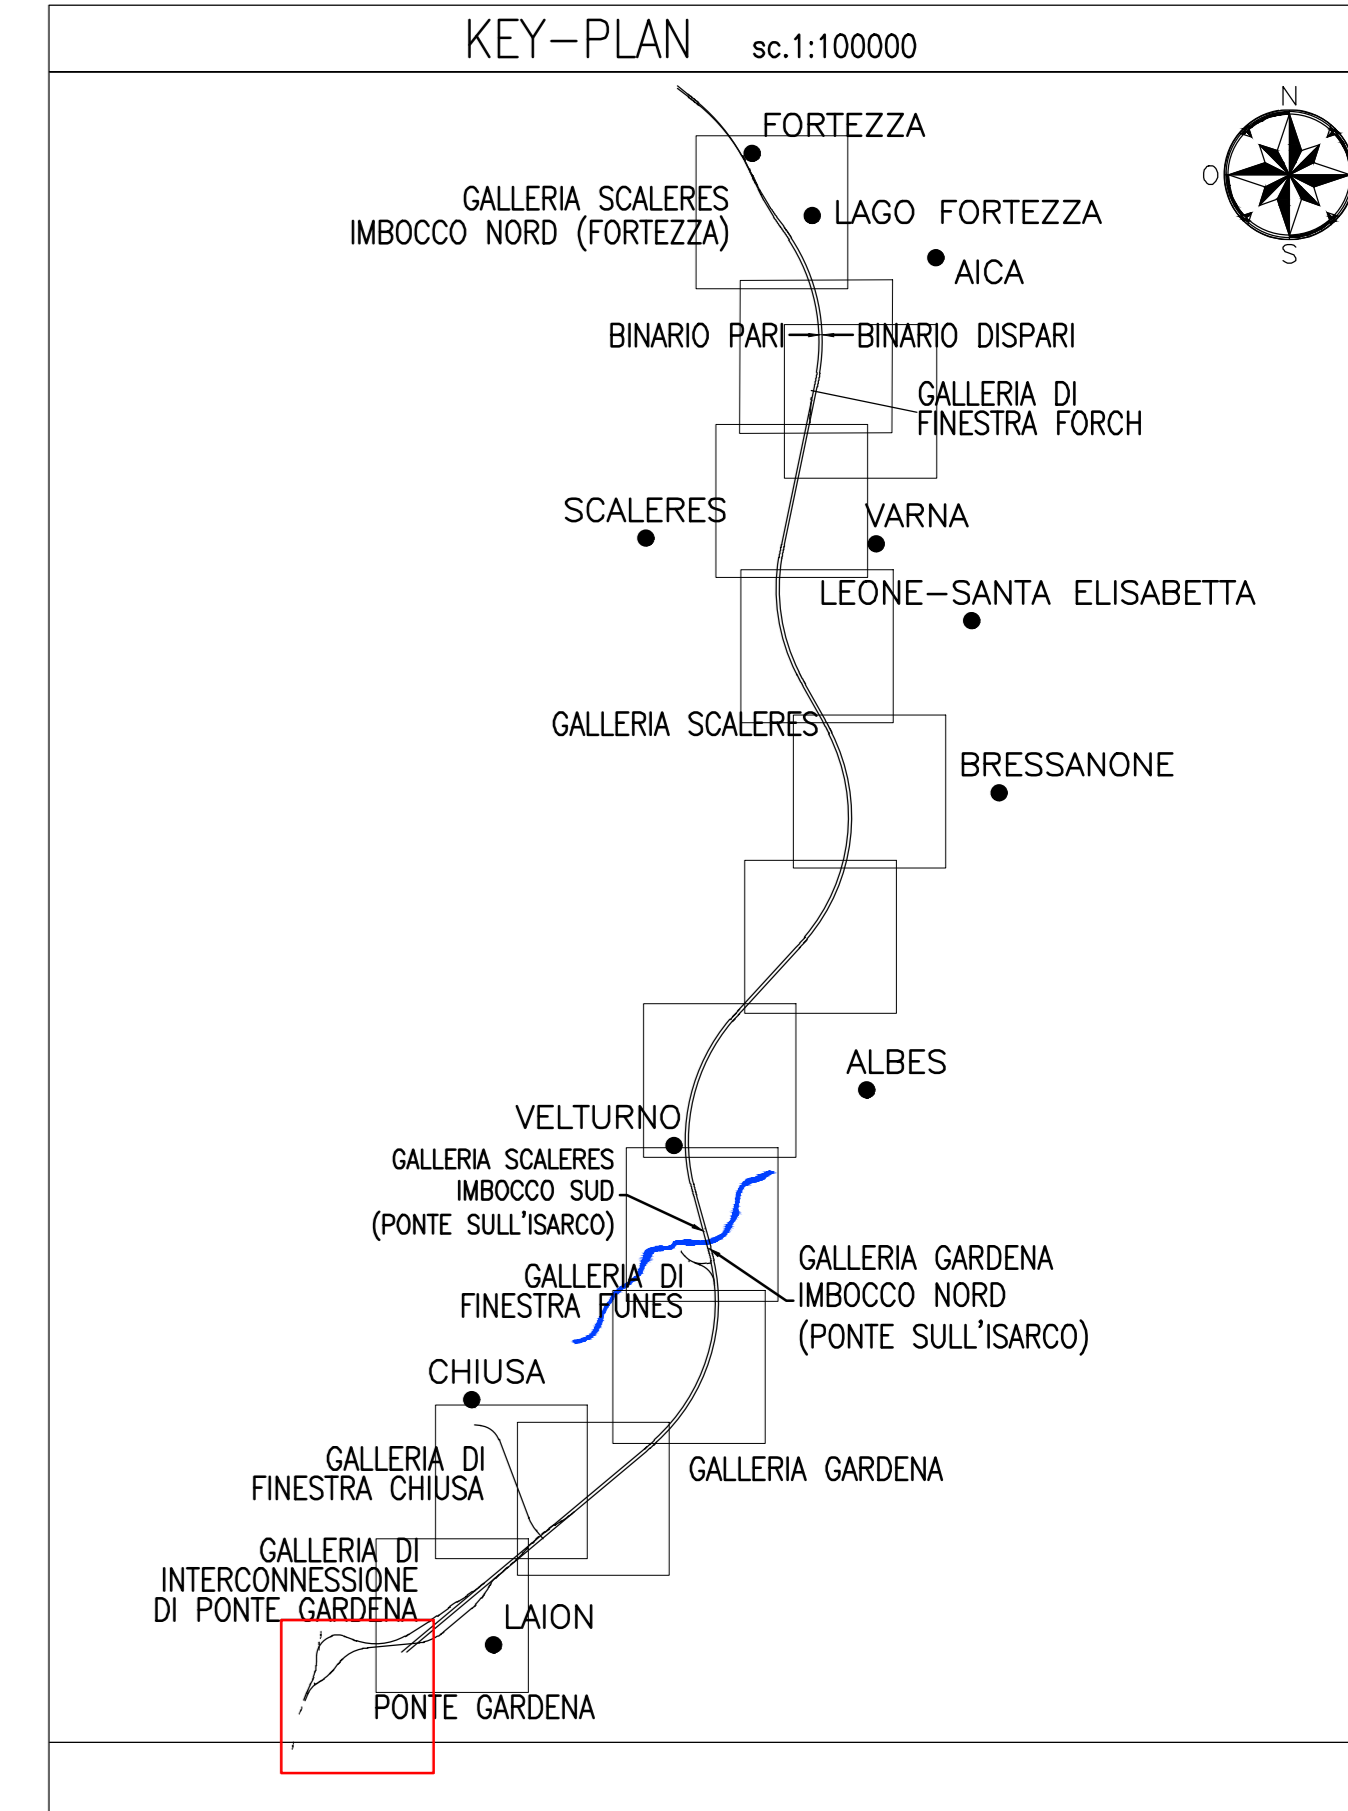 KEY-PLAN sc.1:100000
N
FORTEZZA
O
GALLERIA SCALERES
IMBOCCO NORD (FORTEZZA)
LAGO FORTEZZA
S
AICA
BINARIO PARI
BINARIO DISPARI
GALLERIA DI
FINESTRA FORCH
SCALERES
VARNA
LEONE-SANTA ELISABETTA
GALLERIA SCALERES
BRESSANONE
ALBES
VELTURNO
GALLERIA SCALERES
IMBOCCO SUD
(PONTE SULL'ISARCO)
GALLERIA GARDENA
IMBOCCO NORD
(PONTE SULL'ISARCO)
GALLERIA DI
FINESTRA FUNES
CHIUSA
GALLERIA DI
FINESTRA CHIUSA
GALLERIA GARDENA
GALLERIA DI
INTERCONNESSIONE
DI PONTE GARDENA
LAION
PONTE GARDENA